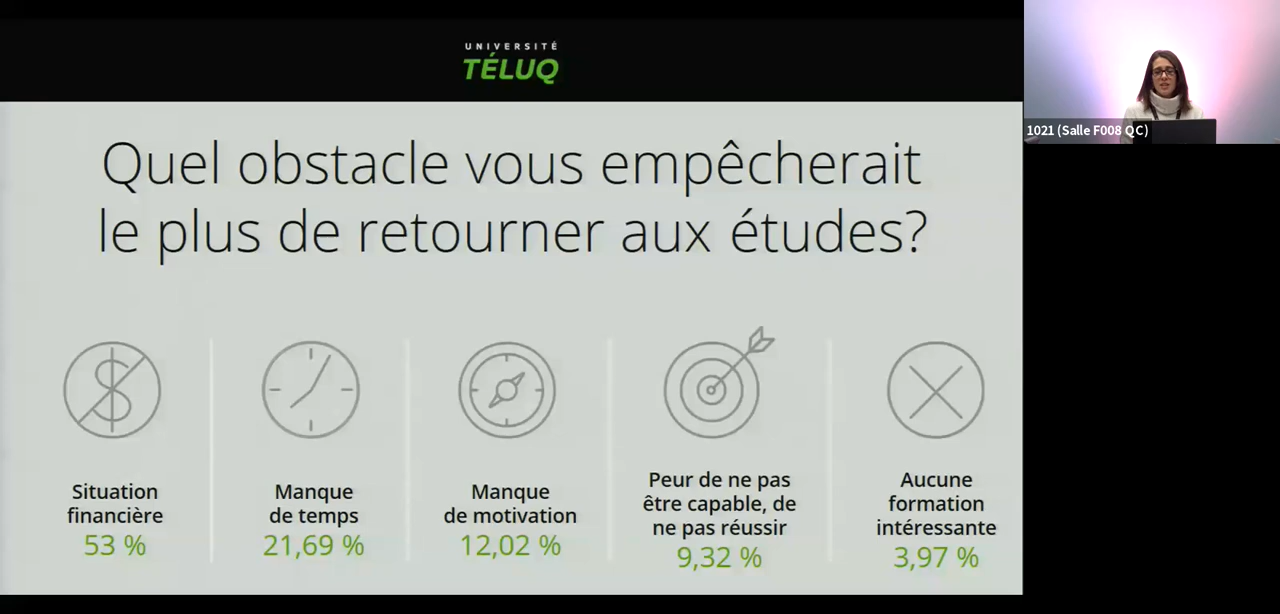 UNIVERSITÉ
TÉLUQ
1021 (Salle F008 QC)
Quel obstacle vous empêcherait
le plus de retourner aux études?
Situation
financière
53 %
Manque
de temps
21,69 %
Manque
de motivation
12,02 %
Peur de ne pas
être capable, de
ne pas réussir
9,32 %
Aucune
formation
intéressante
3,97 %